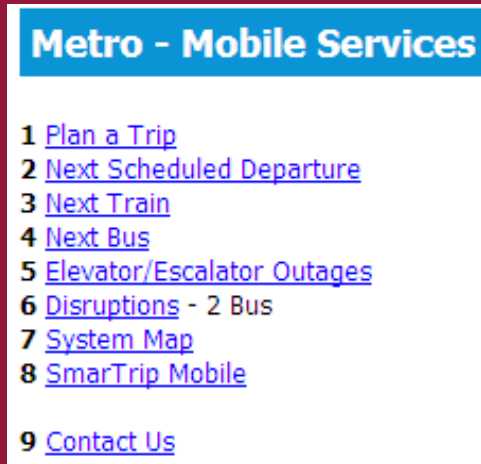 Metro - Mobile Services
1 Plan a Trip
2 Next Scheduled Departure
3 Next Train
4 Next Bus
5 Elevator/Escalator Outages
6 Disruptions - 2 Bus
7 System Map
8 SmarTrip Mobile
9 Contact Us